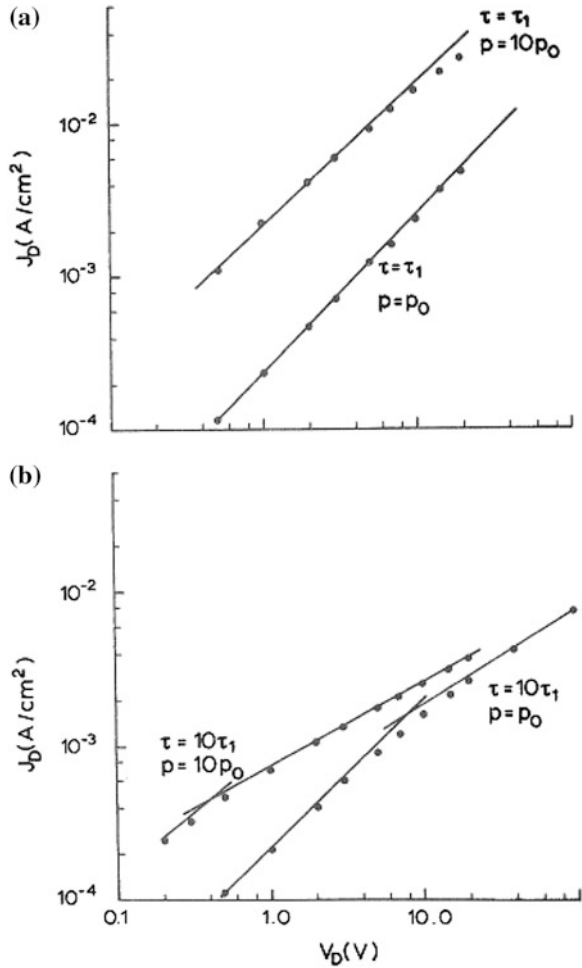 (a)
τ = τ₁
p = 10p₀
10⁻²
J_D (A/cm²)
10⁻³
τ = τ₁
p = p₀
10⁻⁴
(b)
10⁻²
J_D (A/cm²)
τ = 10τ₁
p = p₀
10⁻³
τ = 10τ₁
p = 10p₀
10⁻⁴
0.1
1.0
10.0
V_D (V)